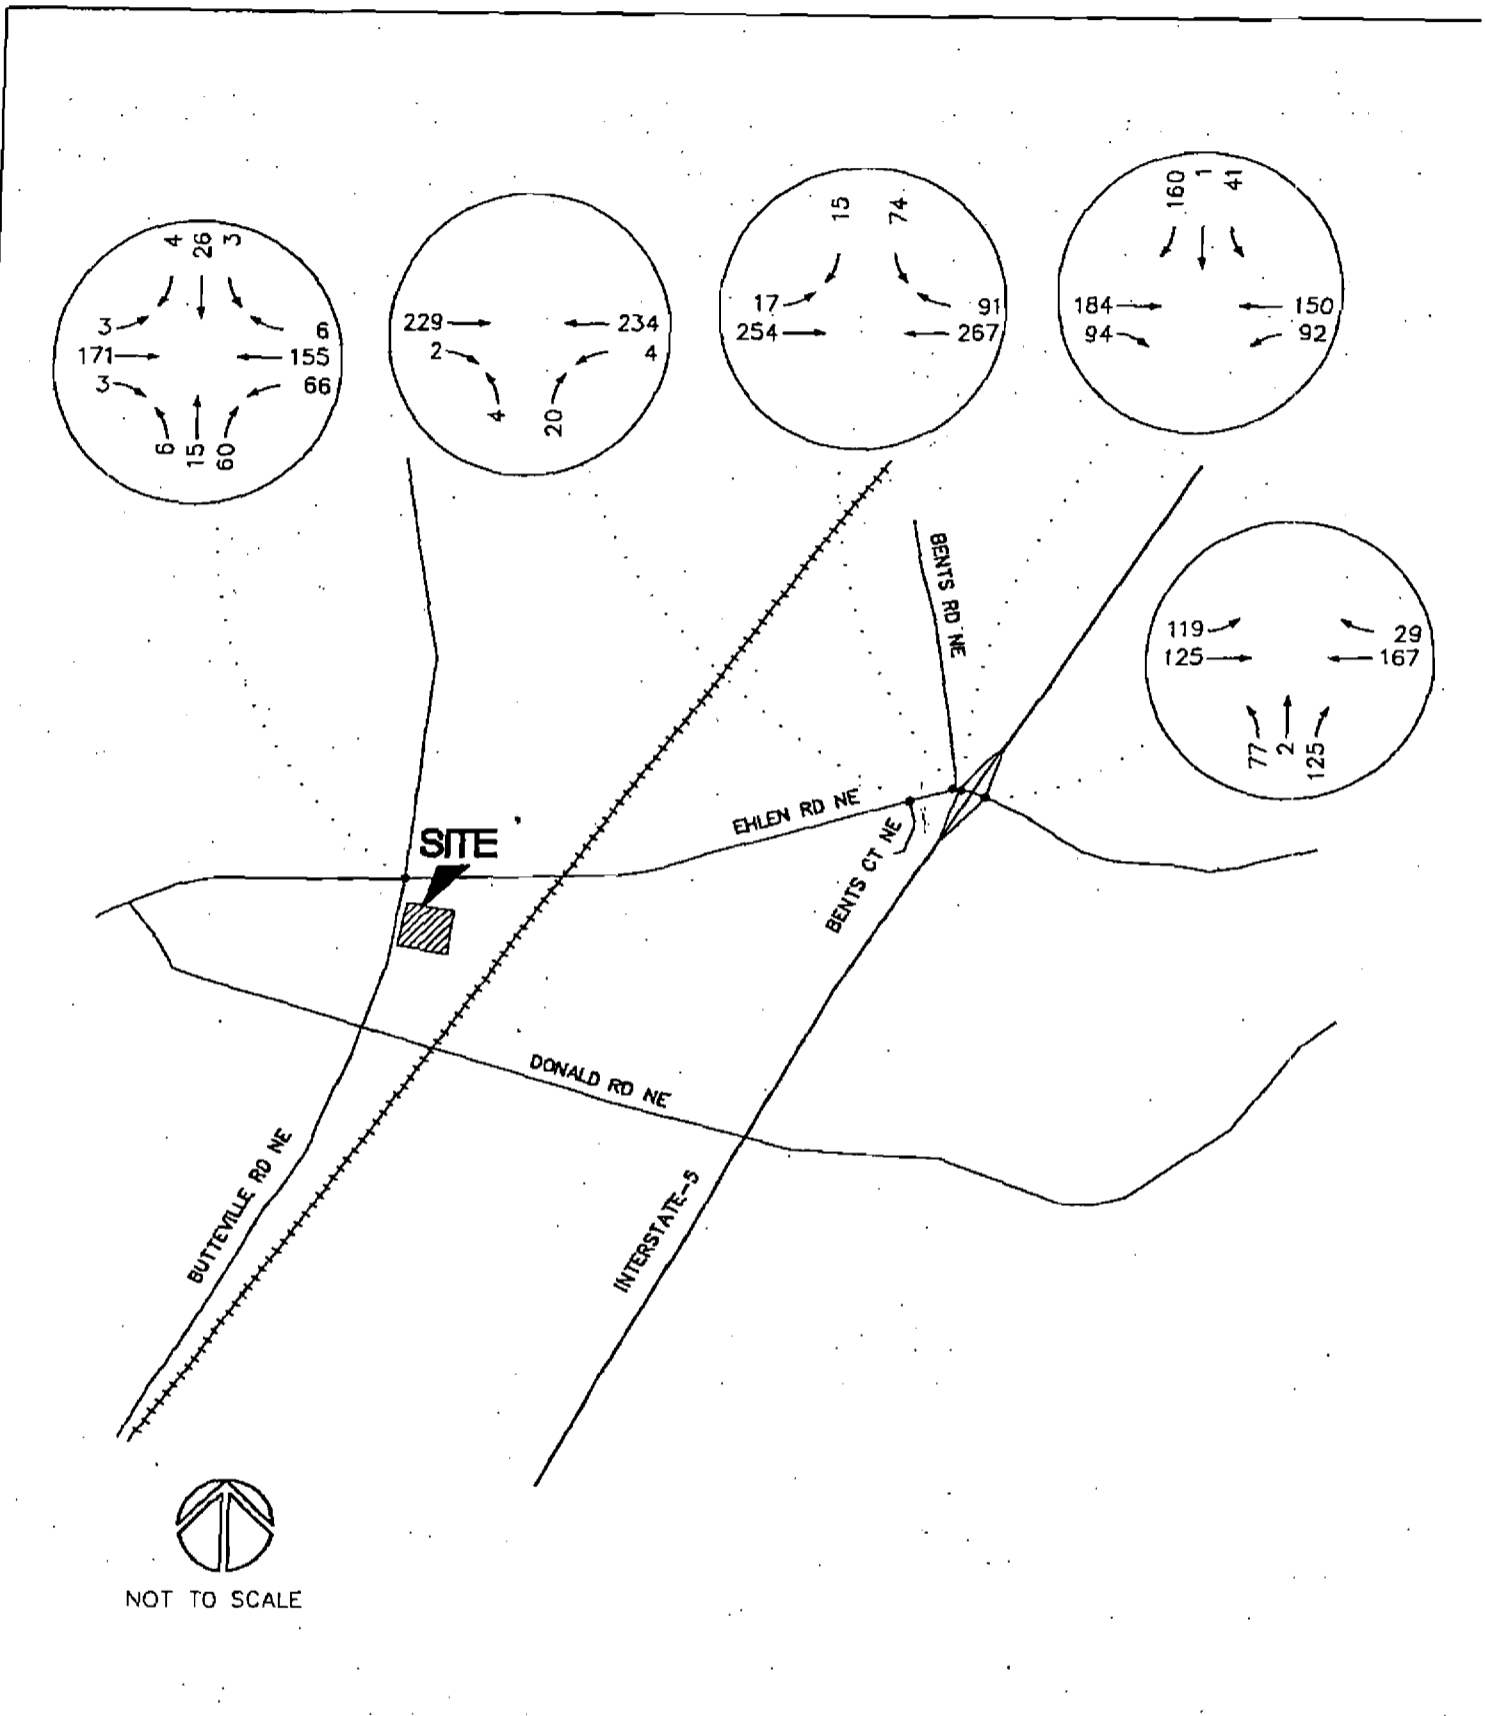 4 26 3
3 6
171 155
3 66
6 15 60
229 234
2 4
4 20
15 74
17 91
254 267
160 1 41
184 150
94 92
119 29
125 167
77 2 125
BENTS RD NE
EHLEN RD NE
BENTS CT NE
SITE
DONALD RD NE
BUTTEVILLE RD NE
INTERSTATE-5
NOT TO SCALE